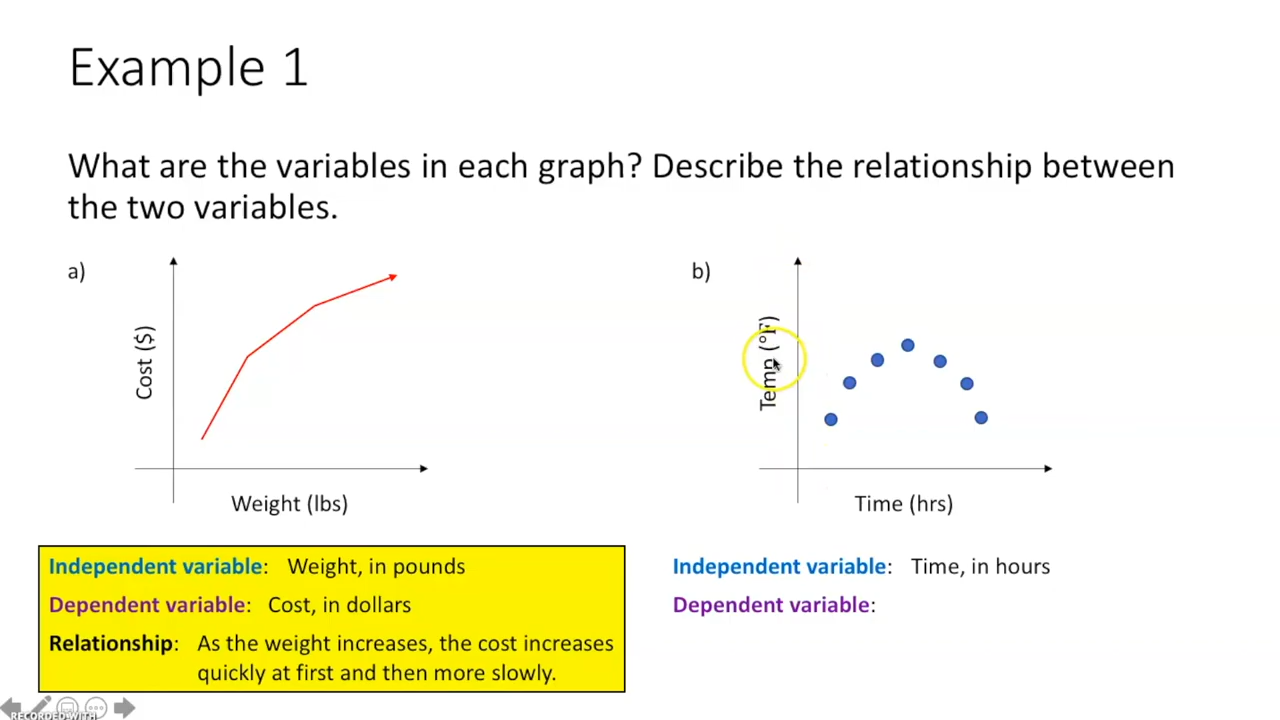 Example 1
What are the variables in each graph? Describe the relationship between
the two variables.
a)
Cost ($)
Weight (lbs)
b)
Temp (°F)
Time (hrs)
Independent variable: Weight, in pounds
Dependent variable: Cost, in dollars
Relationship: As the weight increases, the cost increases
quickly at first and then more slowly.
Independent variable: Time, in hours
Dependent variable:
RECORDED WITH